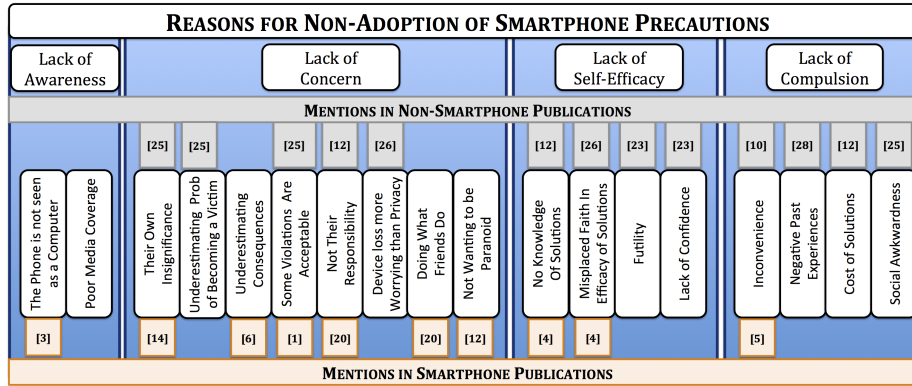 REASONS FOR NON-ADOPTION OF SMARTPHONE PRECAUTIONS
Lack of
Awareness
Lack of
Concern
Lack of
Self-Efficacy
Lack of
Compulsion
MENTIONS IN NON-SMARTPHONE PUBLICATIONS
[25]
[25]
[25]
[12]
[26]
[12]
[26]
[23]
[23]
[10]
[28]
[12]
[25]
The Phone is not seen
as a Computer
Poor Media Coverage
Their Own
Insignificance
Underestimating Prob
of Becoming a Victim
Underestimating
Consequences
Some Violations Are
Acceptable
Not Their
Responsibility
Device loss more
Worrying than Privacy
Doing What
Friends Do
Not Wanting to be
Paranoid
No Knowledge
Of Solutions
Misplaced Faith In
Efficacy of Solutions
Futility
Lack of Confidence
Inconvenience
Negative Past
Experiences
Cost of Solutions
Social Awkwardness
[3]
[14]
[6]
[1]
[20]
[20]
[12]
[4]
[4]
[5]
MENTIONS IN SMARTPHONE PUBLICATIONS